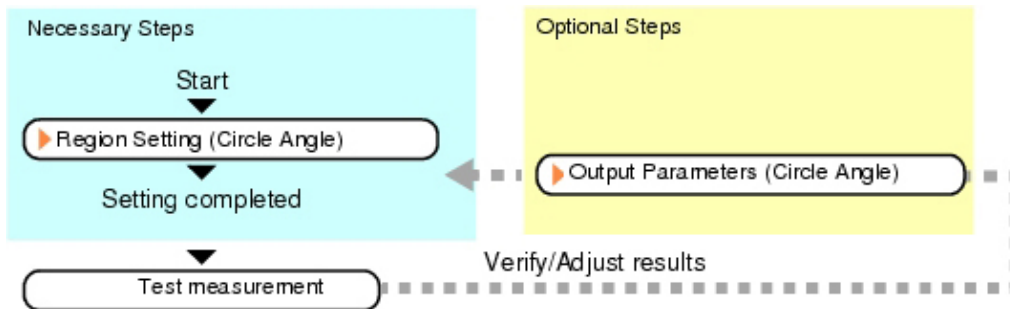 Necessary Steps
Optional Steps
Start
Region Setting (Circle Angle)
Output Parameters (Circle Angle)
Setting completed
Verify/Adjust results
Test measurement